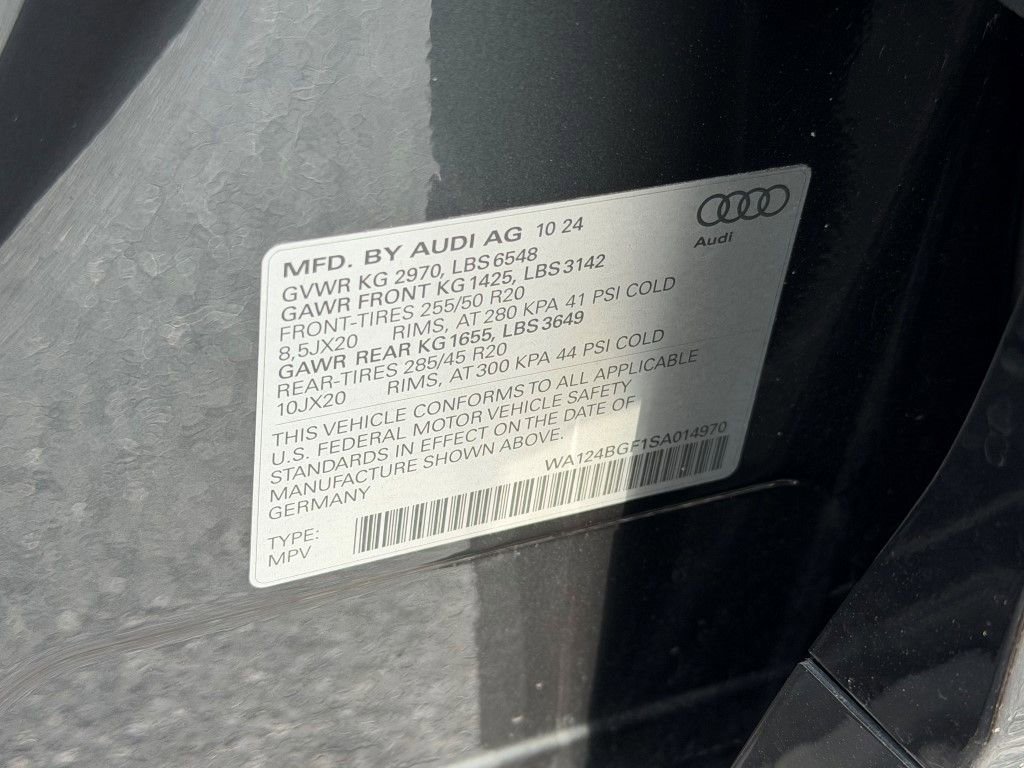 MFD. BY AUDI AG 10 24
Audi
GVWR KG 2970, LBS 6548
GAWR FRONT KG 1425, LBS 3142
FRONT-TIRES 255/50 R20
8,5JX20 RIMS, AT 280 KPA 41 PSI COLD
GAWR REAR KG 1655, LBS 3649
REAR-TIRES 285/45 R20
10JX20 RIMS, AT 300 KPA 44 PSI COLD
THIS VEHICLE CONFORMS TO ALL APPLICABLE
U.S. FEDERAL MOTOR VEHICLE SAFETY
STANDARDS IN EFFECT ON THE DATE OF
MANUFACTURE SHOWN ABOVE.
GERMANY
WA124BGF1SA014970
TYPE:
MPV